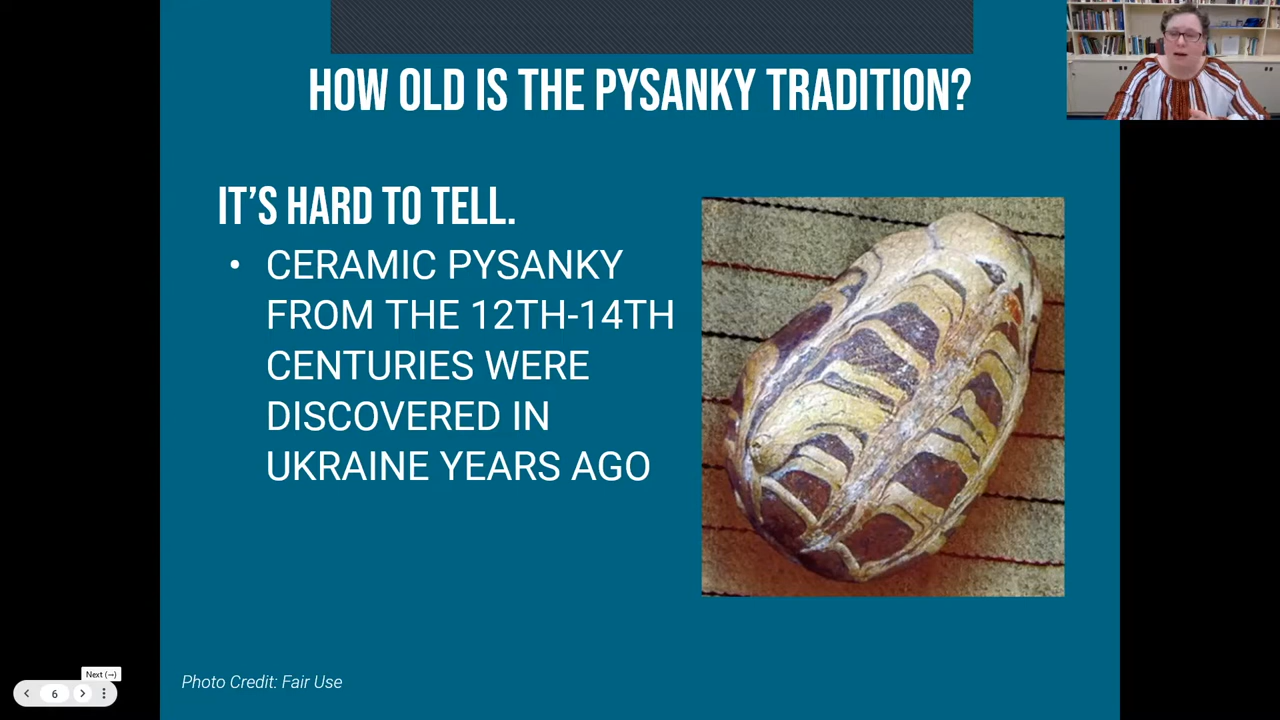 HOW OLD IS THE PYSANKY TRADITION?
IT'S HARD TO TELL.
• CERAMIC PYSANKY
FROM THE 12TH-14TH
CENTURIES WERE
DISCOVERED IN
UKRAINE YEARS AGO
Photo Credit: Fair Use
Next (→)
6